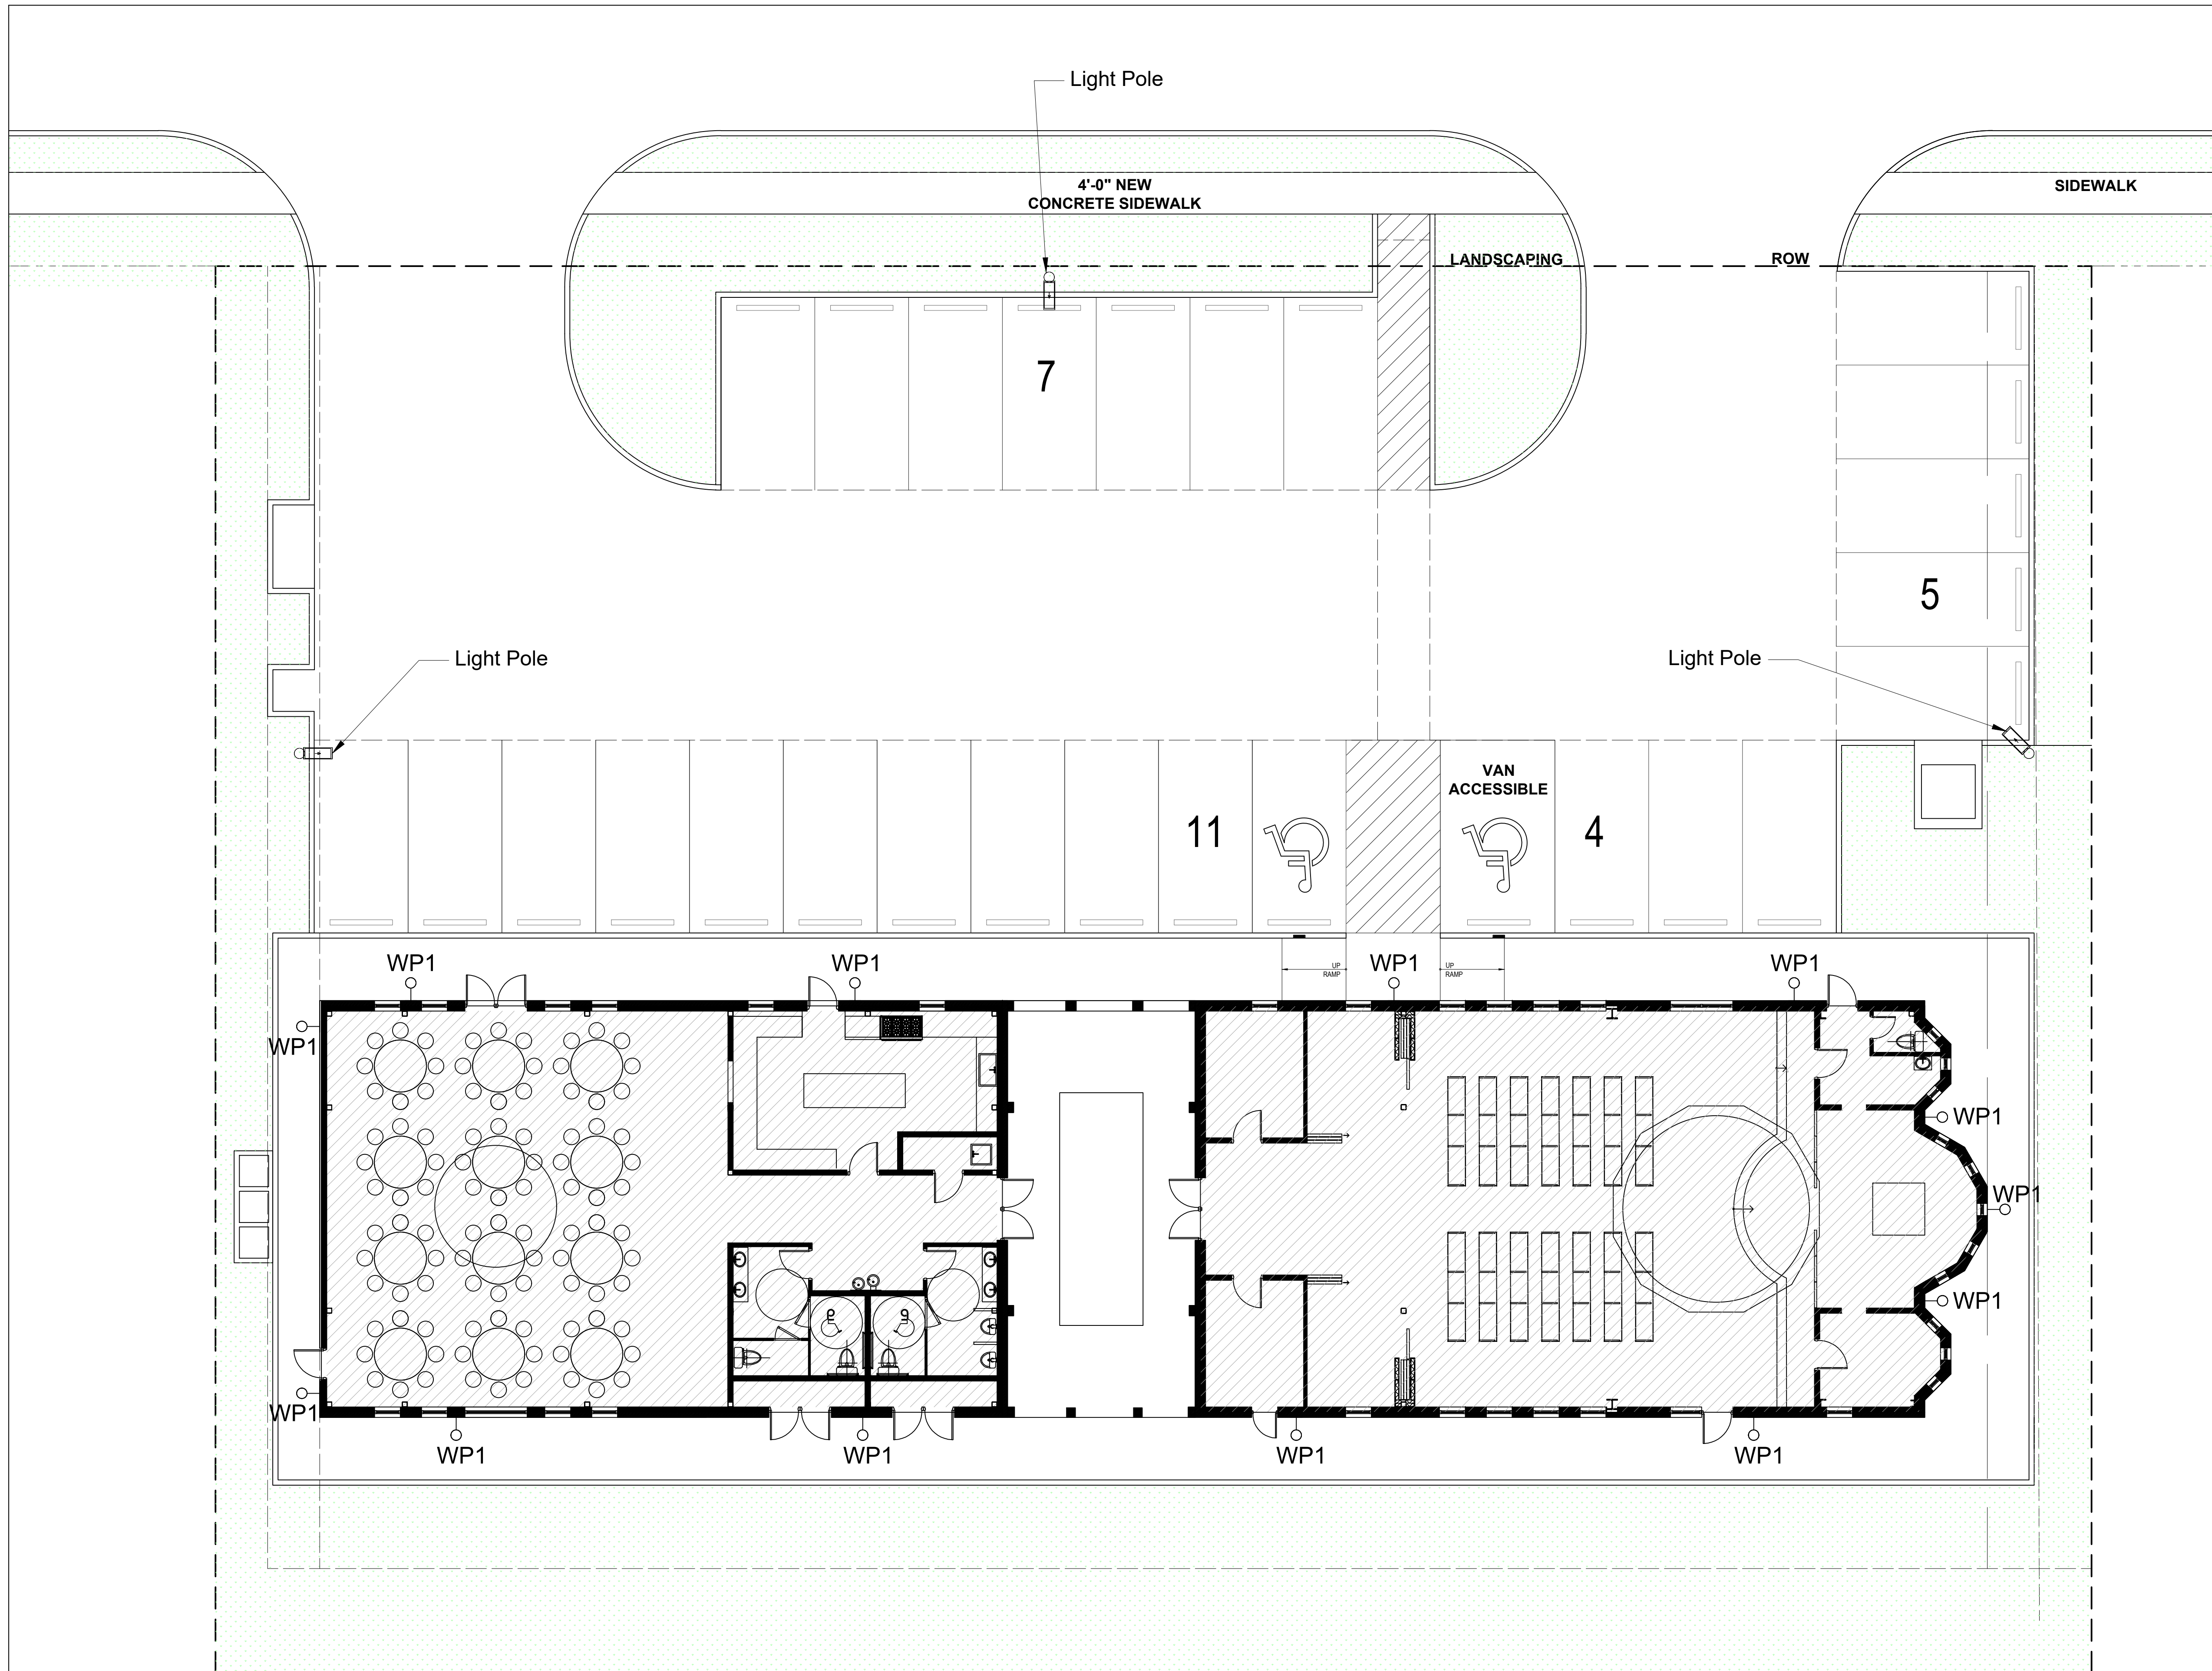 Light Pole
4'-0" NEW
CONCRETE SIDEWALK
SIDEWALK
LANDSCAPING
ROW
7
5
Light Pole
Light Pole
VAN
ACCESSIBLE
11
4
WP1
WP1
WP1
WP1
UP
RAMP
UP
RAMP
WP1
WP1
WP1
WP1
WP1
WP1
WP1
WP1
WP1